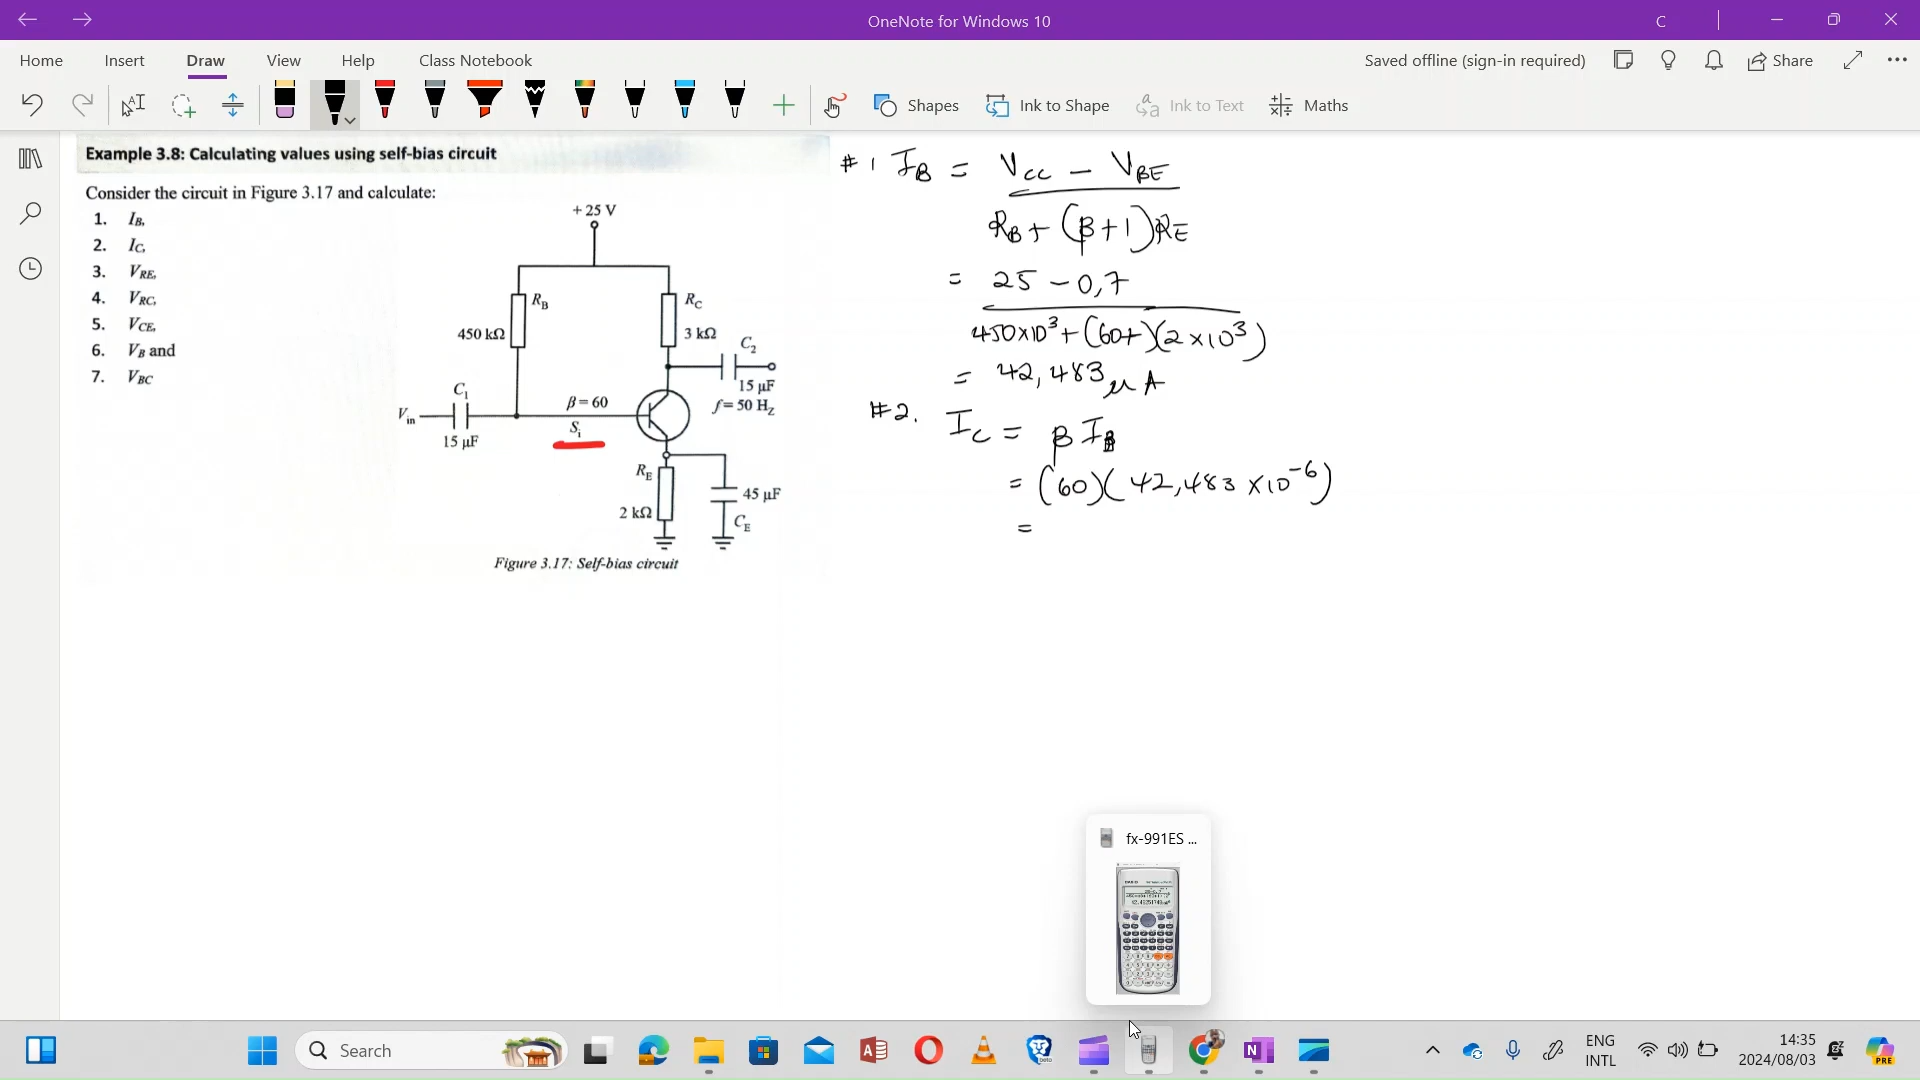 OneNote for Windows 10
C
Home Insert Draw View Help Class Notebook
Saved offline (sign-in required)
Share
Shapes
Ink to Shape
Ink to Text
Maths
Example 3.8: Calculating values using self-bias circuit
Consider the circuit in Figure 3.17 and calculate:
1. IB,
2. IC,
3. VRE,
4. VRC,
5. VCE,
6. VB and
7. VBC
+ 25 V
RB
450 kΩ
RC
3 kΩ
C2
15 μF
f = 50 HZ
C1
Vin
15 μF
β = 60
Si
RE
2 kΩ
45 μF
CE
Figure 3.17: Self-bias circuit
#1 IB = VCC - VBE
RB + (β+1)RE
= 25 - 0,7
450×10³ + (60+)(2×10³)
= 42,483 μA
#2. IC = β IB
= (60)(42,483 ×10⁻⁶)
=
fx-991ES ...
Search
ENG
INTL
14:35
2024/08/03